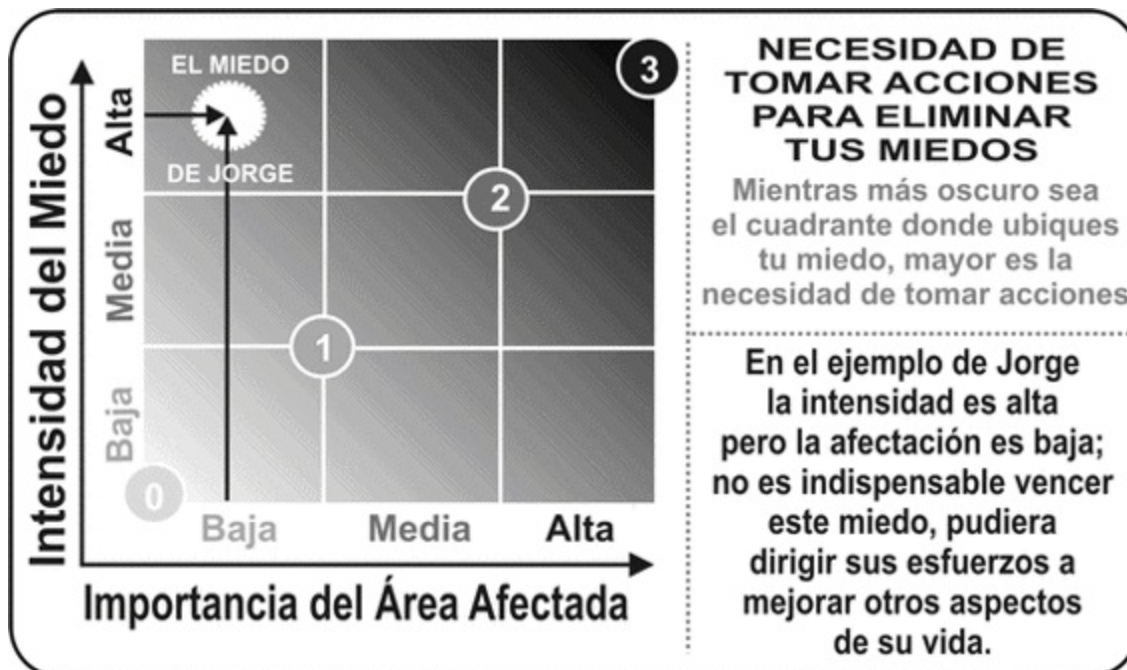 Intensidad del Miedo
Alta
Media
Baja
EL MIEDO
DE JORGE
3
2
1
0
Baja
Media
Alta
Importancia del Área Afectada
NECESIDAD DE
TOMAR ACCIONES
PARA ELIMINAR
TUS MIEDOS
Mientras más oscuro sea
el cuadrante donde ubiques
tu miedo, mayor es la
necesidad de tomar acciones
En el ejemplo de Jorge
la intensidad es alta
pero la afectación es baja;
no es indispensable vencer
este miedo, pudiera
dirigir sus esfuerzos a
mejorar otros aspectos
de su vida.